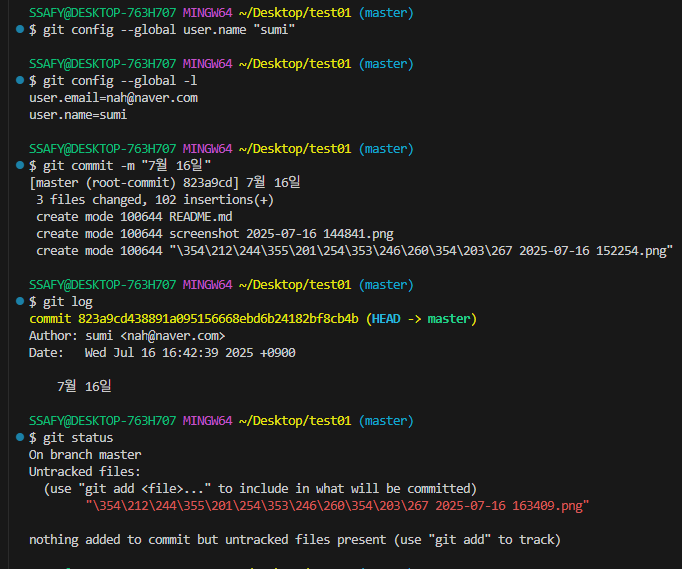 SSAFY@DESKTOP-763H707 MINGW64 ~/Desktop/test01 (master)
$ git config --global user.name "sumi"
SSAFY@DESKTOP-763H707 MINGW64 ~/Desktop/test01 (master)
$ git config --global -l
user.email=nah@naver.com
user.name=sumi
SSAFY@DESKTOP-763H707 MINGW64 ~/Desktop/test01 (master)
$ git commit -m "7월 16일"
[master (root-commit) 823a9cd] 7월 16일
 3 files changed, 102 insertions(+)
 create mode 100644 README.md
 create mode 100644 screenshot 2025-07-16 144841.png
 create mode 100644 "\354\212\244\355\201\254\353\246\260\354\203\267 2025-07-16 152254.png"
SSAFY@DESKTOP-763H707 MINGW64 ~/Desktop/test01 (master)
$ git log
commit 823a9cd438891a095156668ebd6b24182bf8cb4b (HEAD -> master)
Author: sumi <nah@naver.com>
Date:   Wed Jul 16 16:42:39 2025 +0900
    7월 16일
SSAFY@DESKTOP-763H707 MINGW64 ~/Desktop/test01 (master)
$ git status
On branch master
Untracked files:
  (use "git add <file>..." to include in what will be committed)
        "\354\212\244\355\201\254\353\246\260\354\203\267 2025-07-16 163409.png"
nothing added to commit but untracked files present (use "git add" to track)